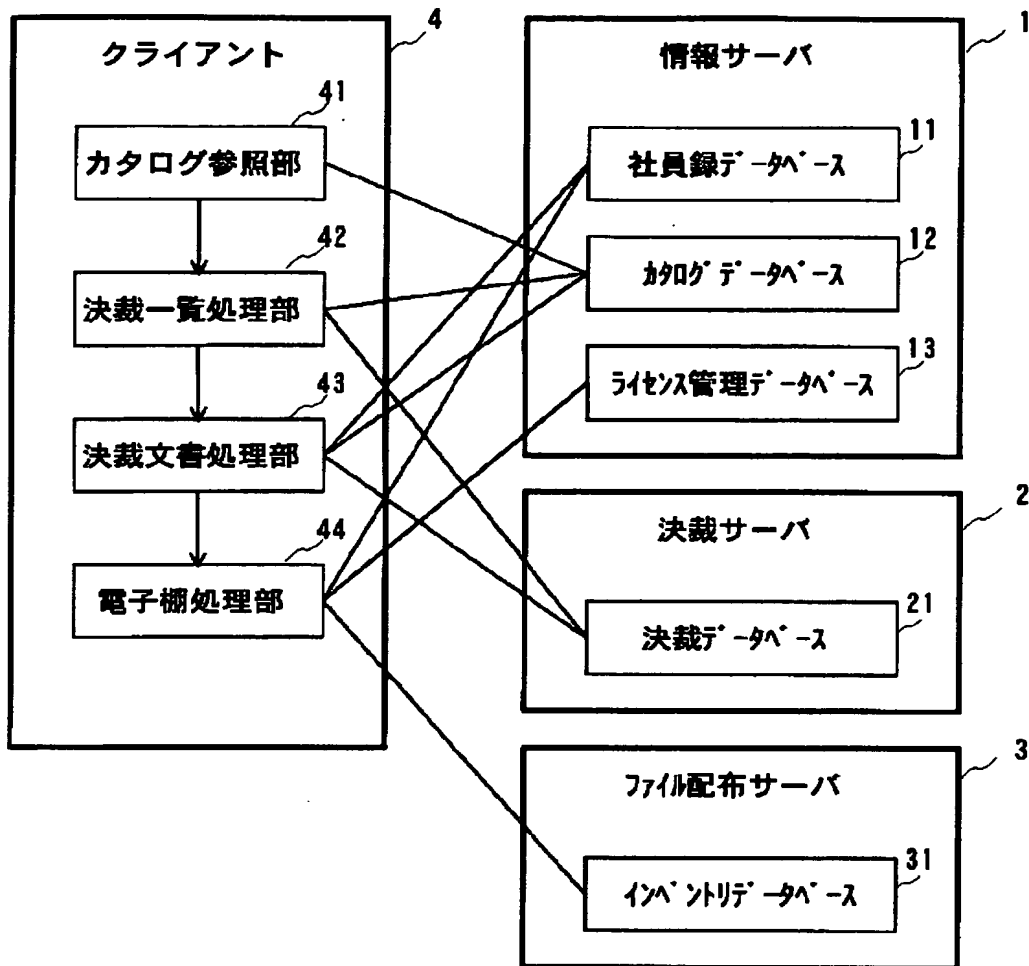 クライアント
4
41
カタログ参照部
42
決裁一覧処理部
43
決裁文書処理部
44
電子棚処理部
情報サーバ
1
11
社員録データベース
12
カタログデータベース
13
ライセンス管理データベース
決裁サーバ
2
21
決裁データベース
ファイル配布サーバ
3
31
インベントリデータベース